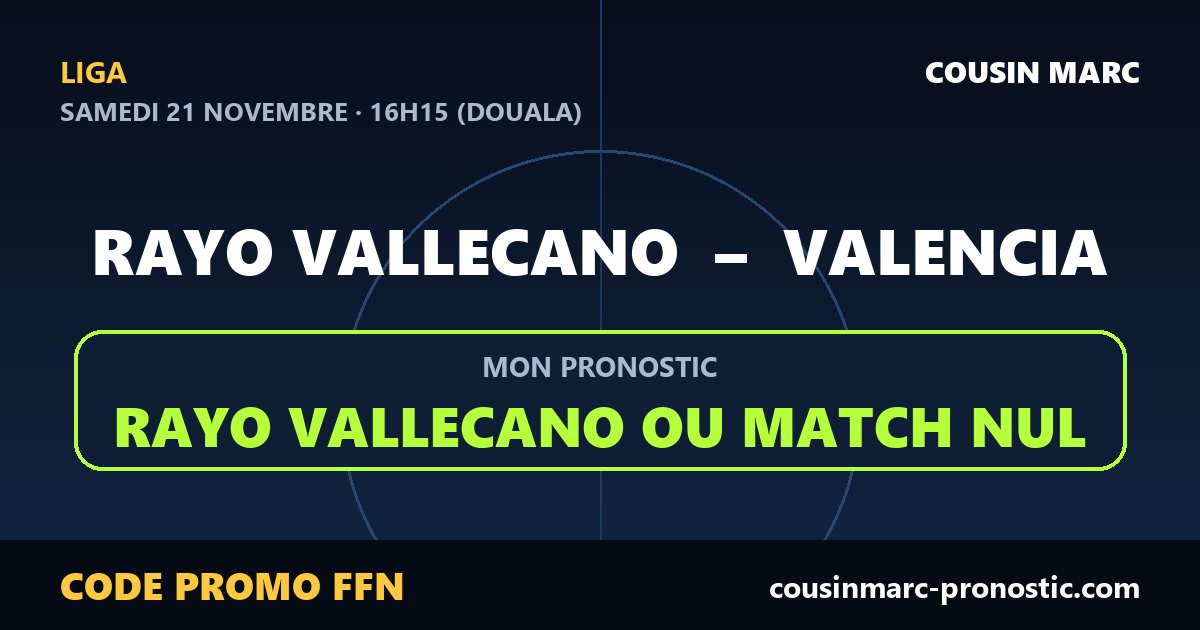 LIGA
COUSIN MARC
SAMEDI 21 NOVEMBRE · 16H15 (DOUALA)
RAYO VALLECANO – VALENCIA
MON PRONOSTIC
RAYO VALLECANO OU MATCH NUL
CODE PROMO FFN
cousinmarc-pronostic.com